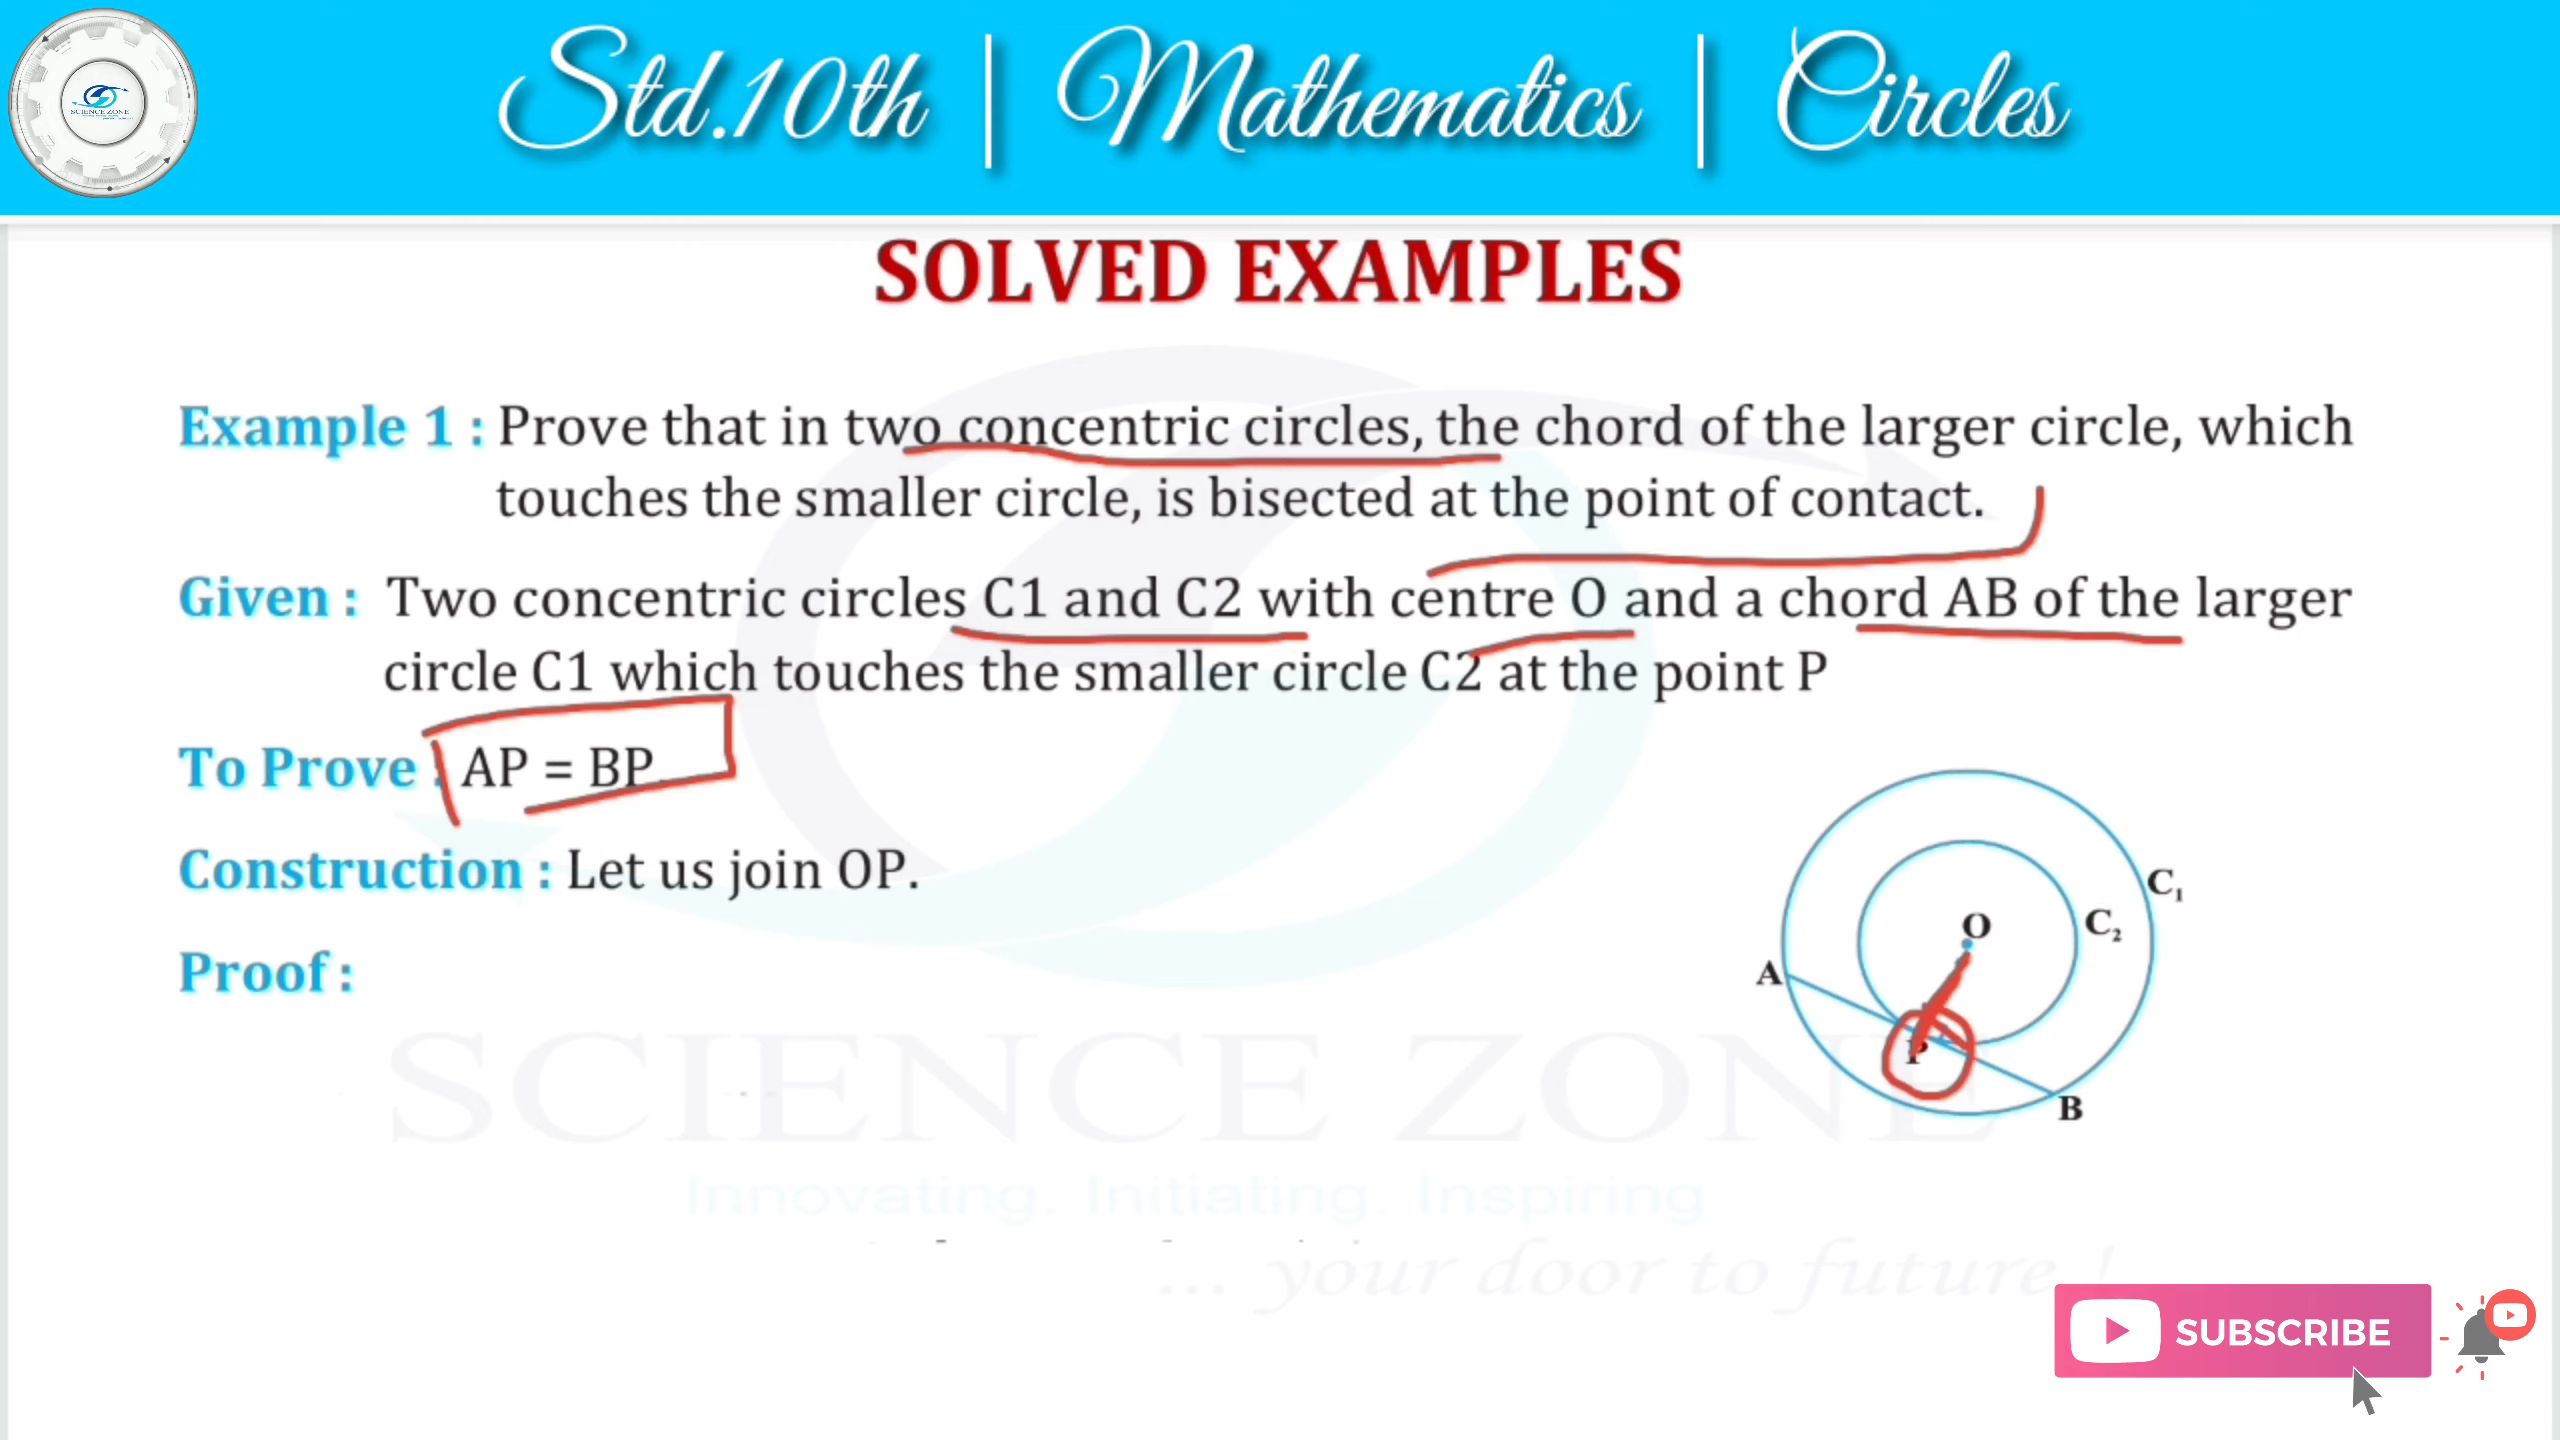 Std.10th | Mathematics | Circles
SCIENCE ZONE
SOLVED EXAMPLES
Example 1 : Prove that in two concentric circles, the chord of the larger circle, which
touches the smaller circle, is bisected at the point of contact.
Given : Two concentric circles C1 and C2 with centre O and a chord AB of the larger
circle C1 which touches the smaller circle C2 at the point P
To Prove : AP = BP
Construction : Let us join OP.
Proof :
C₁
C₂
O
A
P
B
SCIENCE ZONE
Innovating. Initiating. Inspiring
... your door to future !
SUBSCRIBE